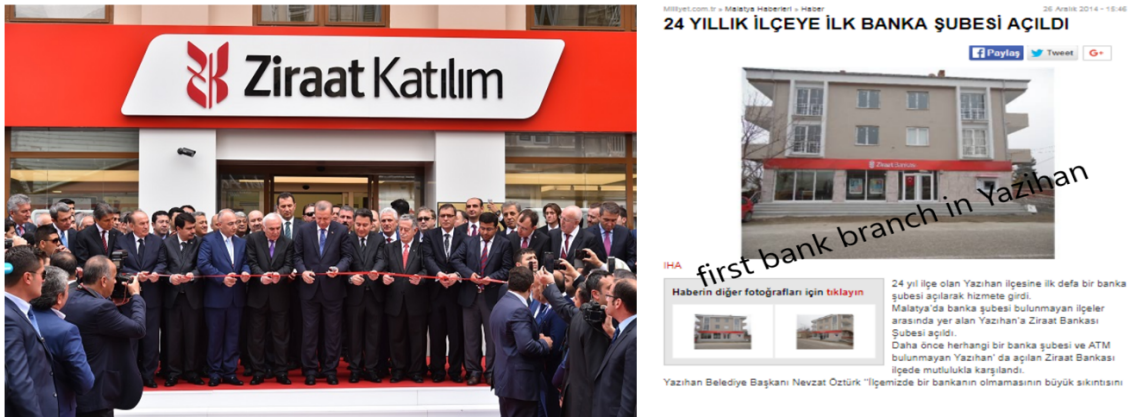 Ziraat Katılım
Milliyet.com.tr » Malatya Haberleri » Haber
26 Aralık 2014 - 15:46
24 YILLIK İLÇEYE İLK BANKA ŞUBESİ AÇILDI
Paylaş Tweet G+
Ziraat Bankası
first bank branch in Yazihan
IHA
Haberin diğer fotoğrafları için tıklayın
24 yıl ilçe olan Yazıhan ilçesine ilk defa bir banka
şubesi açılarak hizmete girdi.
Malatya'da banka şubesi bulunmayan ilçeler
arasında yer alan Yazıhan'a Ziraat Bankası
Şubesi açıldı.
Daha önce herhangi bir banka şubesi ve ATM
bulunmayan Yazıhan' da açılan Ziraat Bankası
ilçede mutlulukla karşılandı.
Yazıhan Belediye Başkanı Nevzat Öztürk "İlçemizde bir bankanın olmamasının büyük sıkıntısını